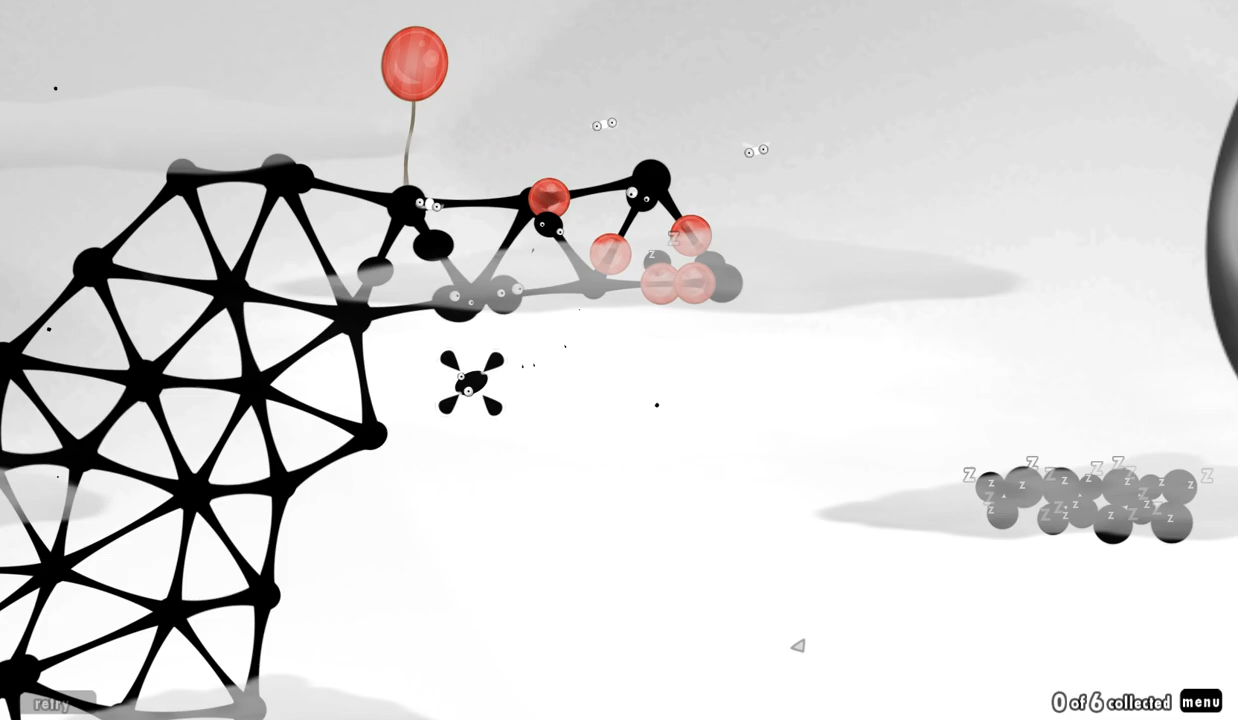 z
z
z z z z z z z z
z z z z z z z z z
z z z z z z z
retry
0 of 6 collected menu